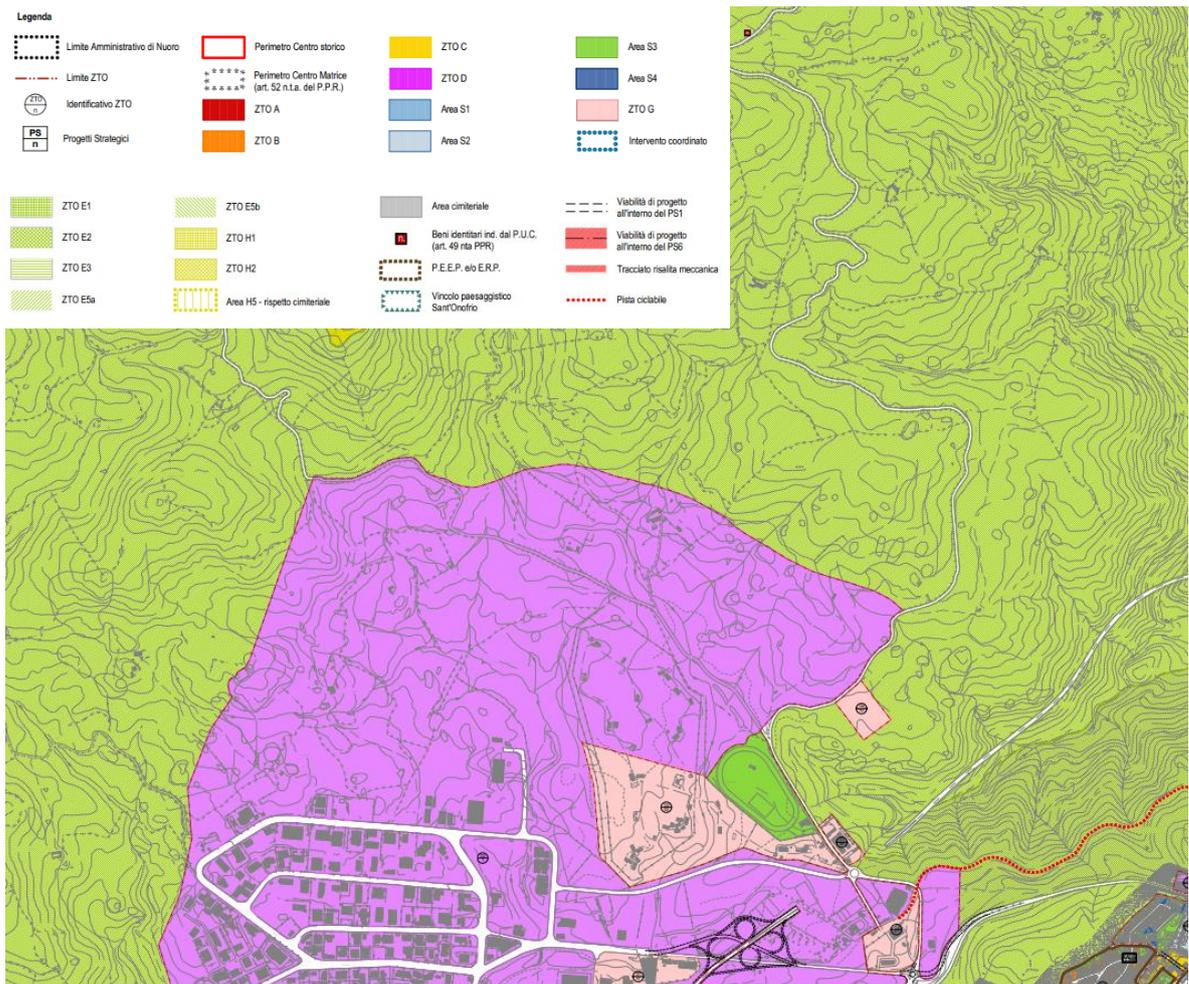 Legenda
Limite Amministrativo di Nuoro
Perimetro Centro storico
ZTO C
Area S3
Limite ZTO
Perimetro Centro Matrice
(art. 52 n.t.a. del P.P.R.)
ZTO D
Area S4
ZTO
n
Identificativo ZTO
ZTO A
Area S1
ZTO G
PS
n
Progetti Strategici
ZTO B
Area S2
Intervento coordinato
ZTO E1
ZTO E5b
Area cimiteriale
Viabilità di progetto
all'interno del PS1
ZTO E2
ZTO H1
n.
Beni identitari ind. dal P.U.C.
(art. 49 nta PPR)
Viabilità di progetto
all'interno del PS6
ZTO E3
ZTO H2
P.E.E.P. e/o E.R.P.
Tracciato risalita meccanica
ZTO E5a
Area H5 - rispetto cimiteriale
Vincolo paesaggistico
Sant'Onofrio
Pista ciclabile